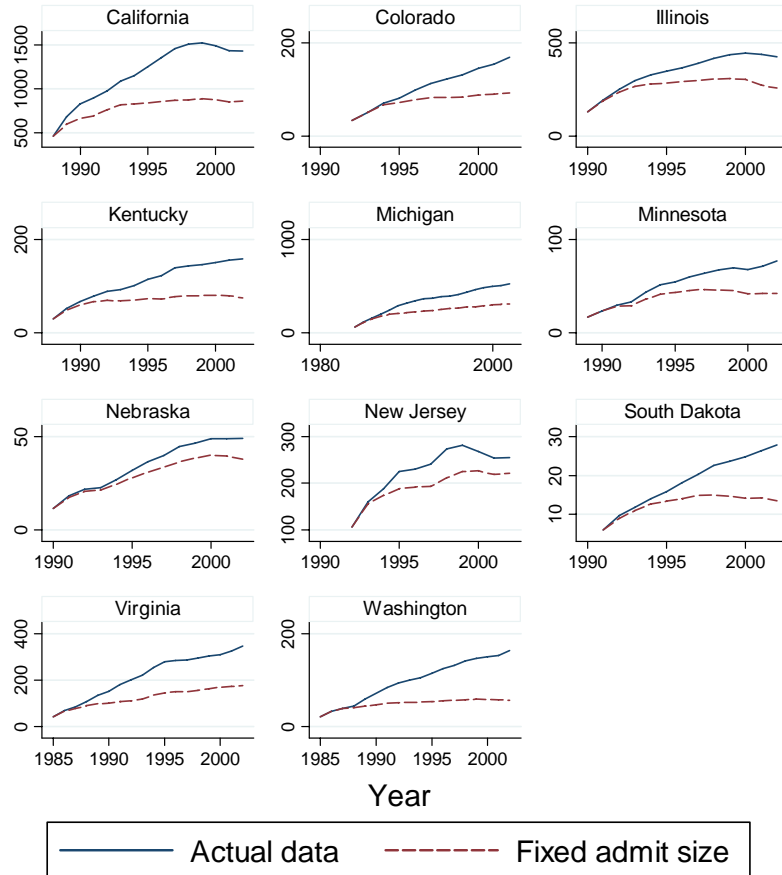 California
Colorado
Illinois
500 1000 1500
0 200
0 500
1990 1995 2000
1990 1995 2000
1990 1995 2000
Kentucky
Michigan
Minnesota
0 200
0 1000
0 100
1990 1995 2000
1980 2000
1990 1995 2000
Nebraska
New Jersey
South Dakota
0 50
100 200 300
10 20 30
1990 1995 2000
1990 1995 2000
1990 1995 2000
Virginia
Washington
0 200 400
0 200
1985 1990 1995 2000
1985 1990 1995 2000
Year
Actual data
Fixed admit size